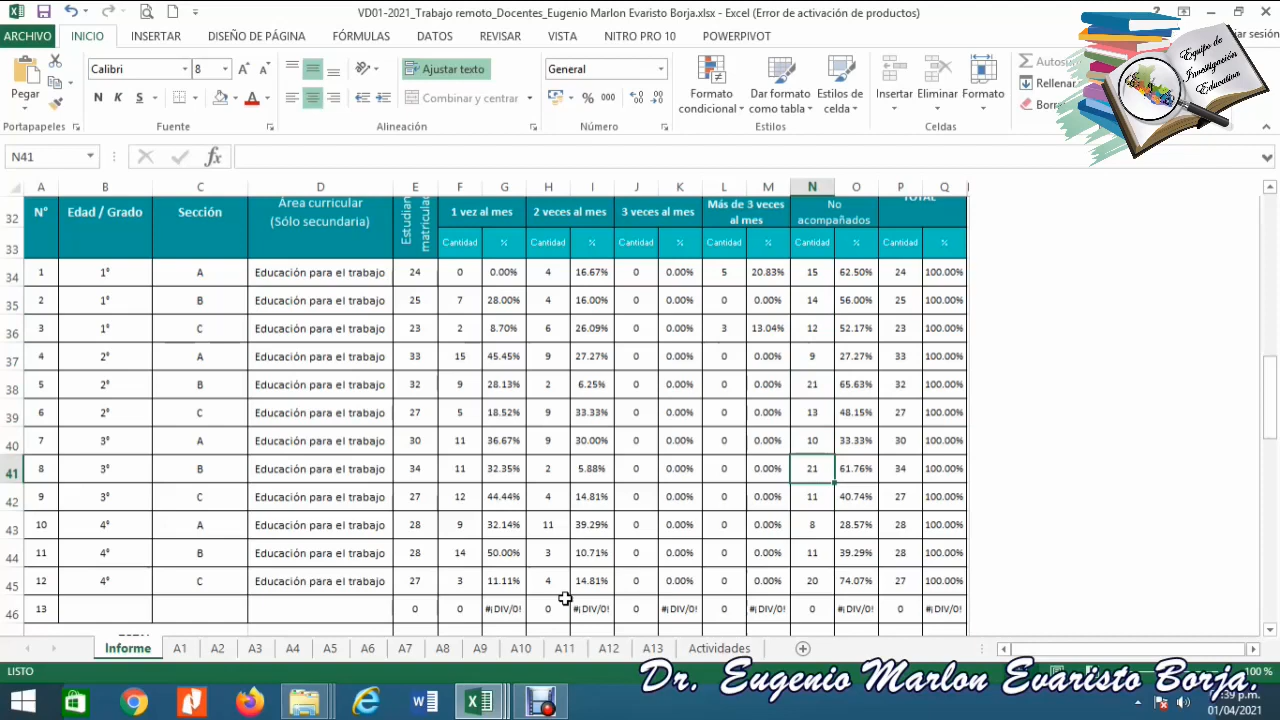 VD01-2021_Trabajo remoto_Docentes_Eugenio Marlon Evaristo Borja.xlsx - Excel (Error de activación de productos)
ARCHIVO INICIO INSERTAR DISEÑO DE PÁGINA FÓRMULAS DATOS REVISAR VISTA NITRO PRO 10 POWERPIVOT iar sesión
Equipo de Investigación Educativa
Calibri 8 Ajustar texto General Autosu
Pegar N K S Combinar y centrar % 000 Formato condicional Dar formato como tabla Estilos de celda Insertar Eliminar Formato Rellenar
Borra
Portapapeles Fuente Alineación Número Estilos Celdas
N41 fx
A B C D E F G H I J K L M N O P Q
32 N° Edad / Grado Sección Área curricular (Sólo secundaria) Estudian matricula 1 vez al mes 2 veces al mes 3 veces al mes Más de 3 veces al mes No acompañados TOTAL
33 Cantidad % Cantidad % Cantidad % Cantidad % Cantidad % Cantidad %
34 1 1° A Educación para el trabajo 24 0 0.00% 4 16.67% 0 0.00% 5 20.83% 15 62.50% 24 100.00%
35 2 1° B Educación para el trabajo 25 7 28.00% 4 16.00% 0 0.00% 0 0.00% 14 56.00% 25 100.00%
36 3 1° C Educación para el trabajo 23 2 8.70% 6 26.09% 0 0.00% 3 13.04% 12 52.17% 23 100.00%
37 4 2° A Educación para el trabajo 33 15 45.45% 9 27.27% 0 0.00% 0 0.00% 9 27.27% 33 100.00%
38 5 2° B Educación para el trabajo 32 9 28.13% 2 6.25% 0 0.00% 0 0.00% 21 65.63% 32 100.00%
39 6 2° C Educación para el trabajo 27 5 18.52% 9 33.33% 0 0.00% 0 0.00% 13 48.15% 27 100.00%
40 7 3° A Educación para el trabajo 30 11 36.67% 9 30.00% 0 0.00% 0 0.00% 10 33.33% 30 100.00%
41 8 3° B Educación para el trabajo 34 11 32.35% 2 5.88% 0 0.00% 0 0.00% 21 61.76% 34 100.00%
42 9 3° C Educación para el trabajo 27 12 44.44% 4 14.81% 0 0.00% 0 0.00% 11 40.74% 27 100.00%
43 10 4° A Educación para el trabajo 28 9 32.14% 11 39.29% 0 0.00% 0 0.00% 8 28.57% 28 100.00%
44 11 4° B Educación para el trabajo 28 14 50.00% 3 10.71% 0 0.00% 0 0.00% 11 39.29% 28 100.00%
45 12 4° C Educación para el trabajo 27 3 11.11% 4 14.81% 0 0.00% 0 0.00% 20 74.07% 27 100.00%
46 13 0 0 #¡DIV/0! 0 #¡DIV/0! 0 #¡DIV/0! 0 #¡DIV/0! 0 #¡DIV/0! 0 #¡DIV/0!
Informe A1 A2 A3 A4 A5 A6 A7 A8 A9 A10 A11 A12 A13 Actividades
LISTO 100 %
Dr. Eugenio Marlon Evaristo Borja.
:39 p.m.
01/04/2021